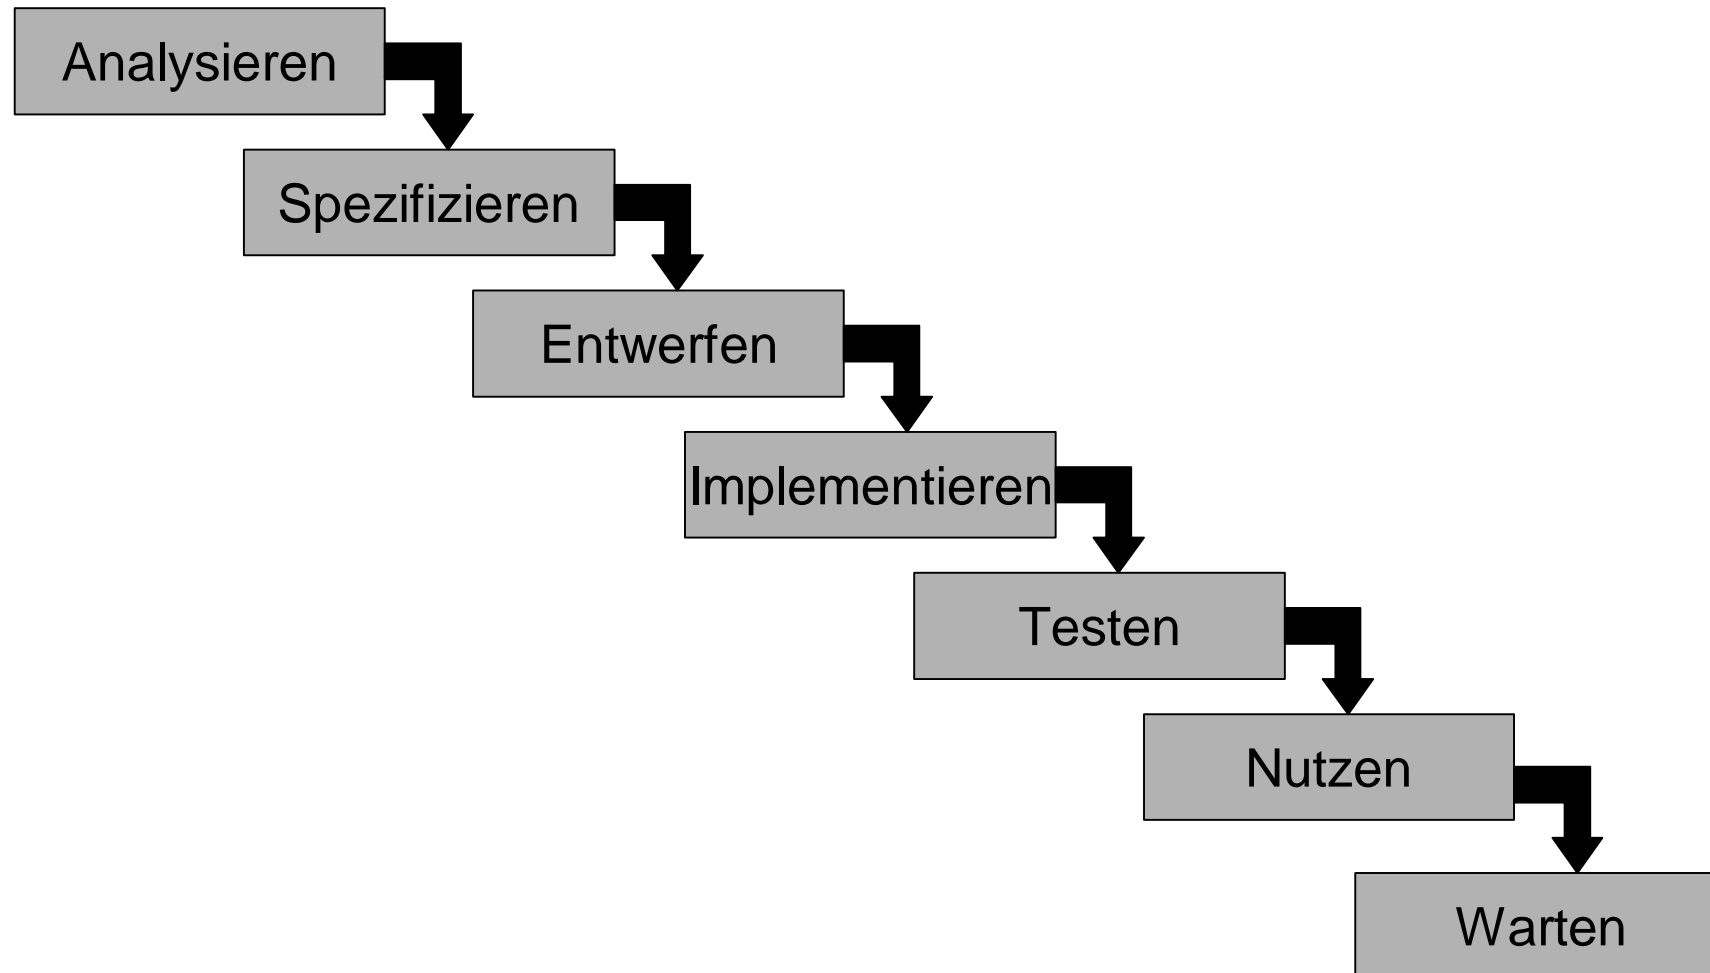 Analysieren
Spezifizieren
Entwerfen
Implementieren
Testen
Nutzen
Warten